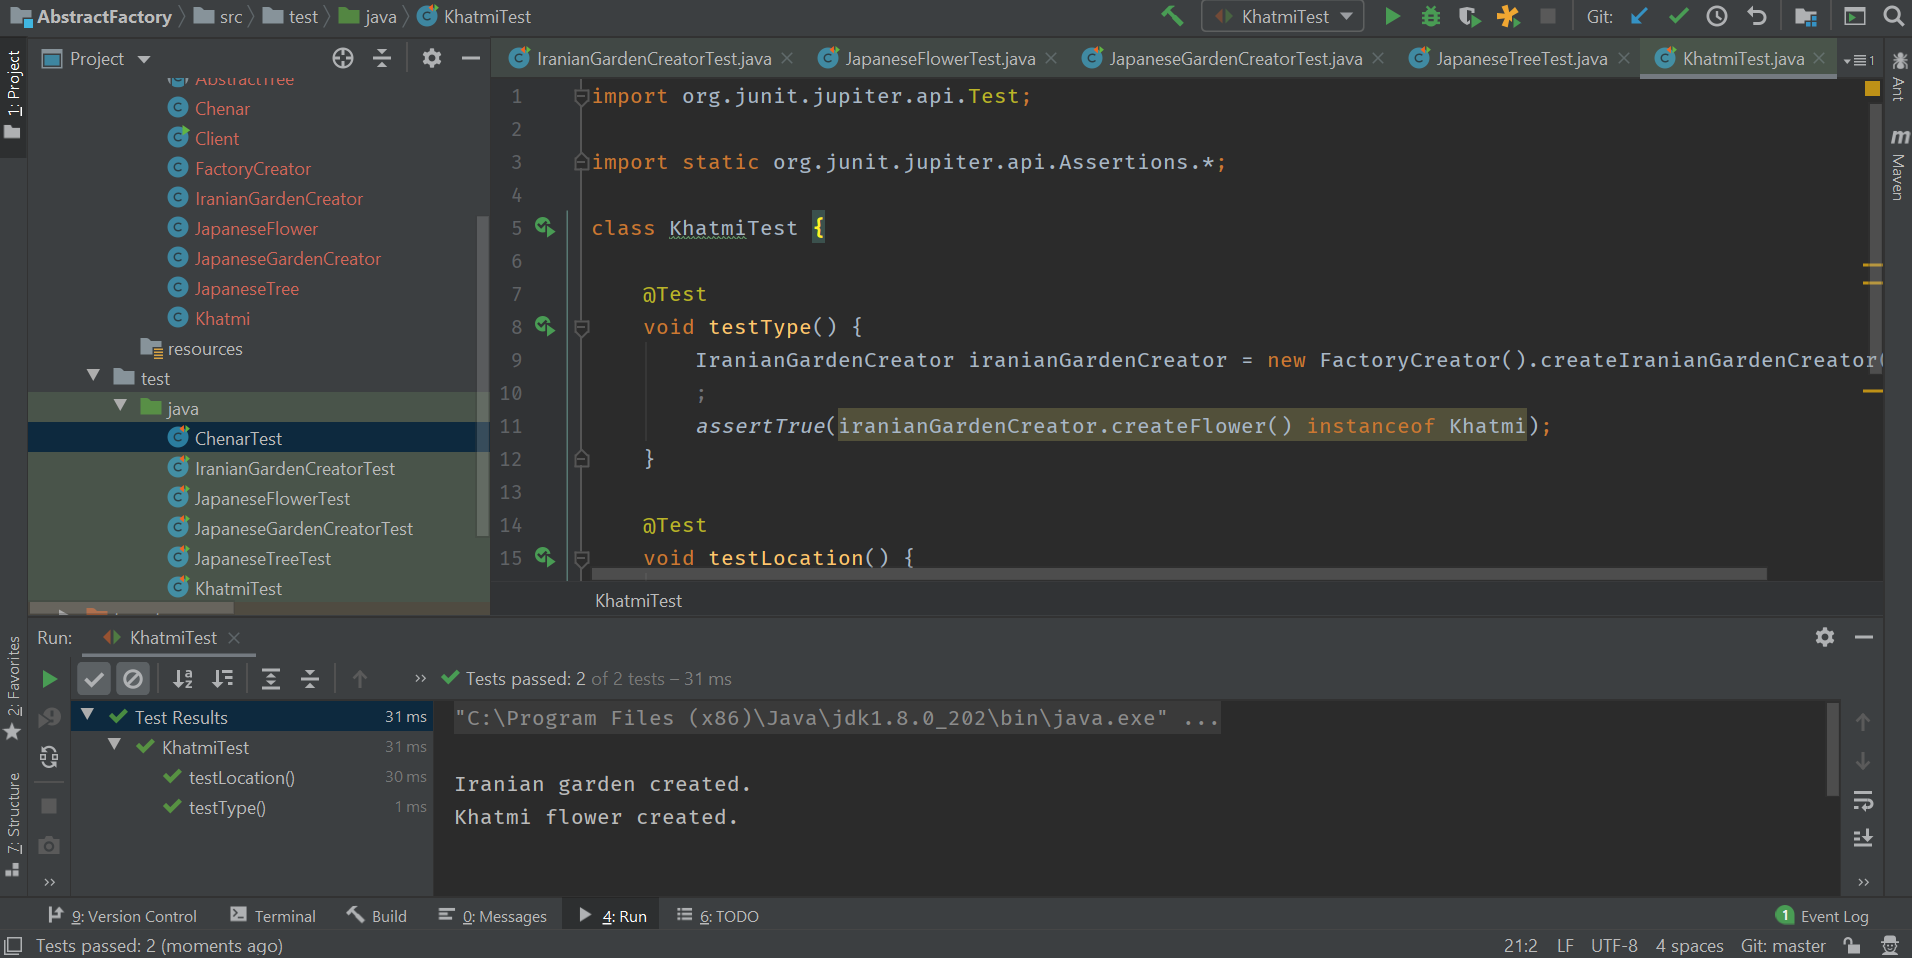 AbstractFactory src test java KhatmiTest
KhatmiTest
Git:
1: Project
Project
AbstractTree
Chenar
Client
FactoryCreator
IranianGardenCreator
JapaneseFlower
JapaneseGardenCreator
JapaneseTree
Khatmi
resources
test
java
ChenarTest
IranianGardenCreatorTest
JapaneseFlowerTest
JapaneseGardenCreatorTest
JapaneseTreeTest
KhatmiTest
IranianGardenCreatorTest.java JapaneseFlowerTest.java JapaneseGardenCreatorTest.java JapaneseTreeTest.java KhatmiTest.java 1
1 import org.junit.jupiter.api.Test;
2
3 import static org.junit.jupiter.api.Assertions.*;
4
5 class KhatmiTest {
6
7 @Test
8 void testType() {
9 IranianGardenCreator iranianGardenCreator = new FactoryCreator().createIranianGardenCreator(
10 ;
11 assertTrue(iranianGardenCreator.createFlower() instanceof Khatmi);
12 }
13
14 @Test
15 void testLocation() {
KhatmiTest
Ant
m Maven
Run: KhatmiTest
2: Favorites
7: Structure
Tests passed: 2 of 2 tests – 31 ms
Test Results 31 ms
KhatmiTest 31 ms
testLocation() 30 ms
testType() 1 ms
"C:\Program Files (x86)\Java\jdk1.8.0_202\bin\java.exe" ...
Iranian garden created.
Khatmi flower created.
9: Version Control Terminal Build 0: Messages 4: Run 6: TODO 1 Event Log
Tests passed: 2 (moments ago) 21:2 LF UTF-8 4 spaces Git: master